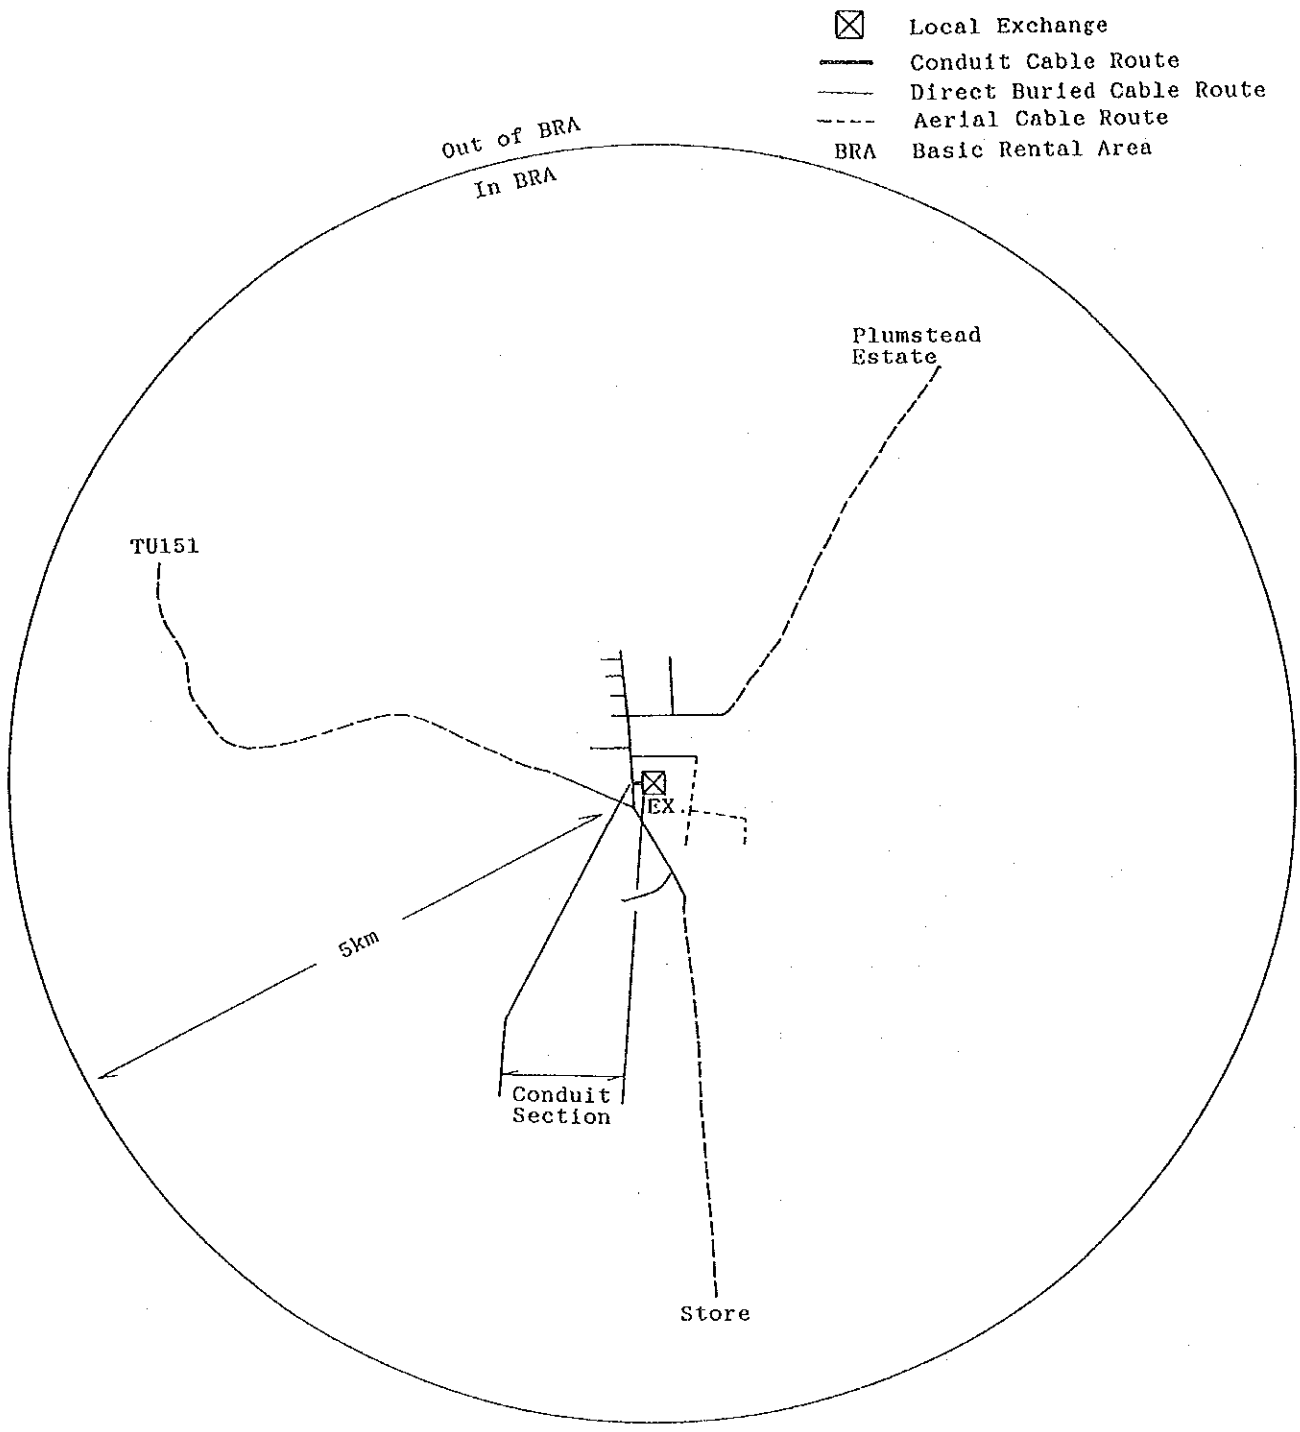 Local Exchange
Conduit Cable Route
Direct Buried Cable Route
Aerial Cable Route
BRA Basic Rental Area
Out of BRA
In BRA
Plumstead
Estate
TU151
EX
5km
Conduit
Section
Store